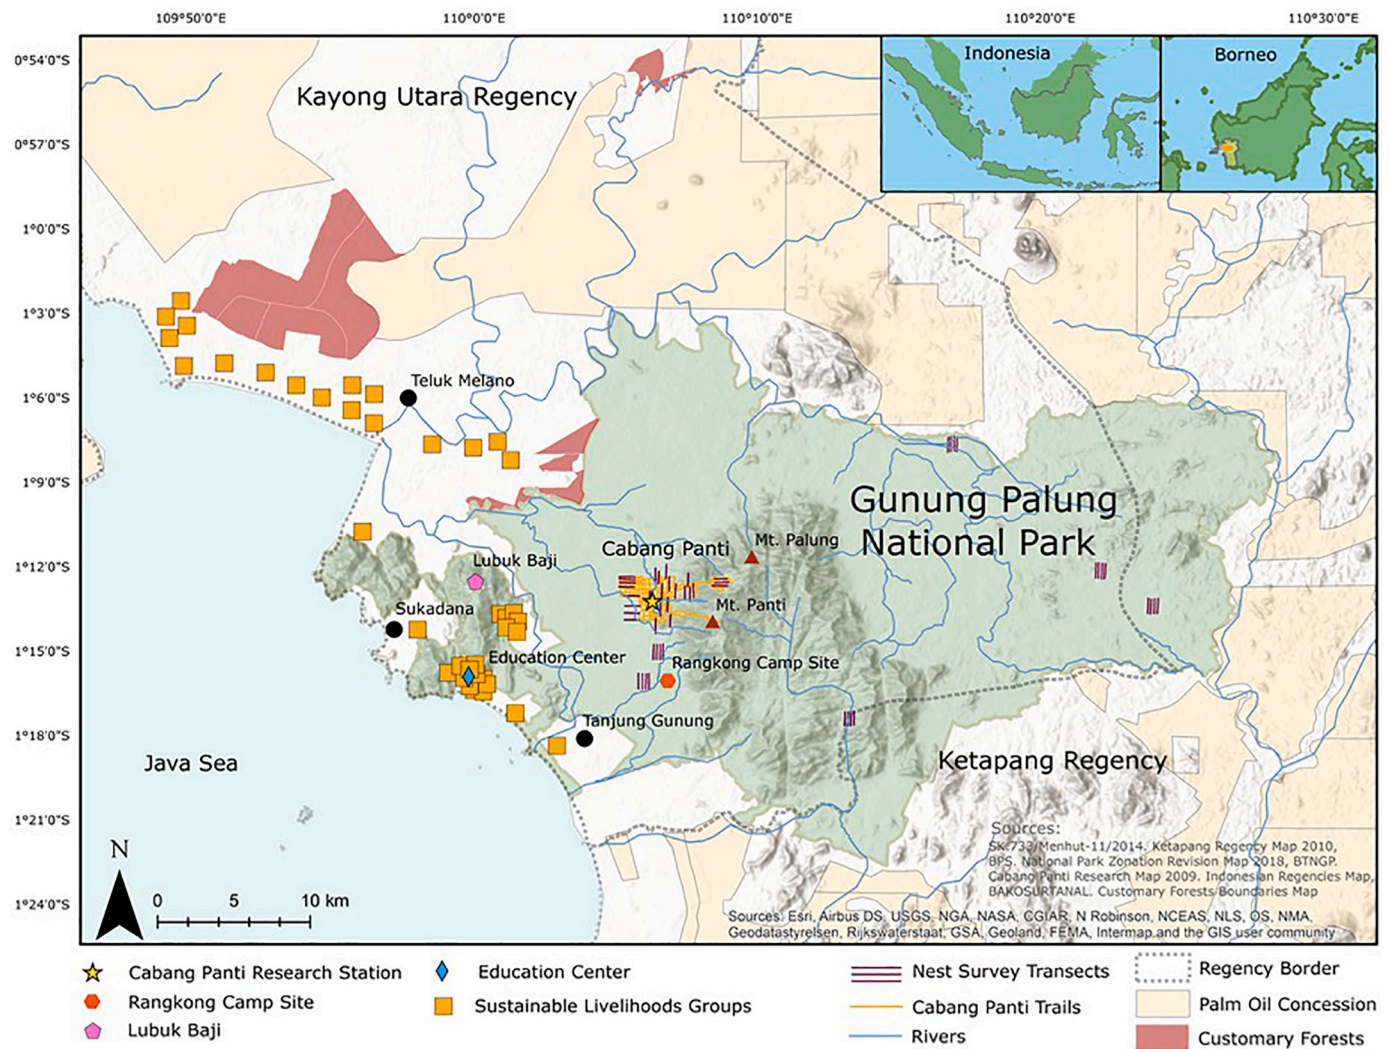 109°50'0"E
110°0'0"E
110°10'0"E
110°20'0"E
110°30'0"E
0°54'0"S
0°57'0"S
1°0'0"S
1°3'0"S
1°6'0"S
1°9'0"S
1°12'0"S
1°15'0"S
1°18'0"S
1°21'0"S
1°24'0"S
Indonesia
Borneo
Kayong Utara Regency
Teluk Melano
Gunung Palung
National Park
Mt. Palung
Cabang Panti
Lubuk Baji
Mt. Panti
Sukadana
Education Center
Rangkong Camp Site
Tanjung Gunung
Java Sea
Ketapang Regency
N
0 5 10 km
Sources:
SK.733/Menhut-11/2014. Ketapang Regency Map 2010,
BPS. National Park Zonation Revision Map 2018, BTNGP.
Cabang Panti Research Map 2009. Indonesian Regencies Map,
BAKOSURTANAL. Customary Forests Boundaries Map
Sources: Esri, Airbus DS, USGS, NGA, NASA, CGIAR, N Robinson, NCEAS, NLS, OS, NMA,
Geodatastyrelsen, Rijkswaterstaat, GSA, Geoland, FEMA, Intermap and the GIS user community
Cabang Panti Research Station
Rangkong Camp Site
Lubuk Baji
Education Center
Sustainable Livelihoods Groups
Nest Survey Transects
Cabang Panti Trails
Rivers
Regency Border
Palm Oil Concession
Customary Forests